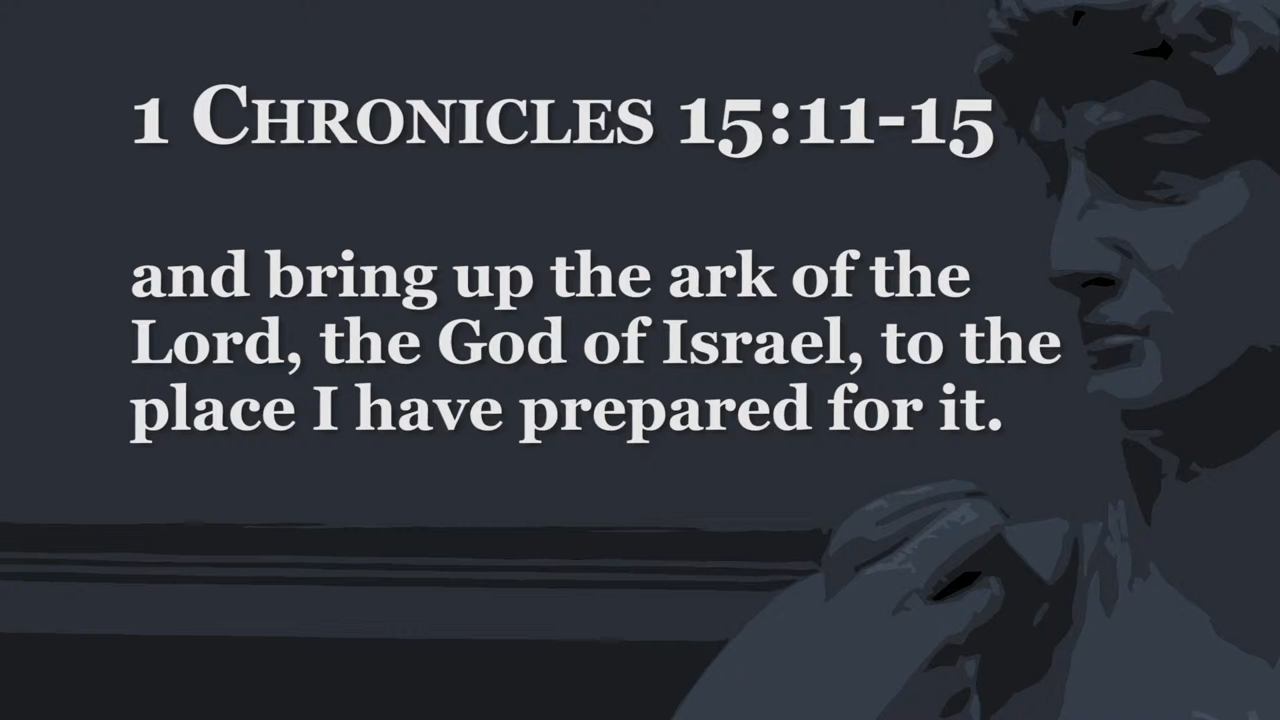 1 Chronicles 15:11-15
and bring up the ark of the
Lord, the God of Israel, to the
place I have prepared for it.